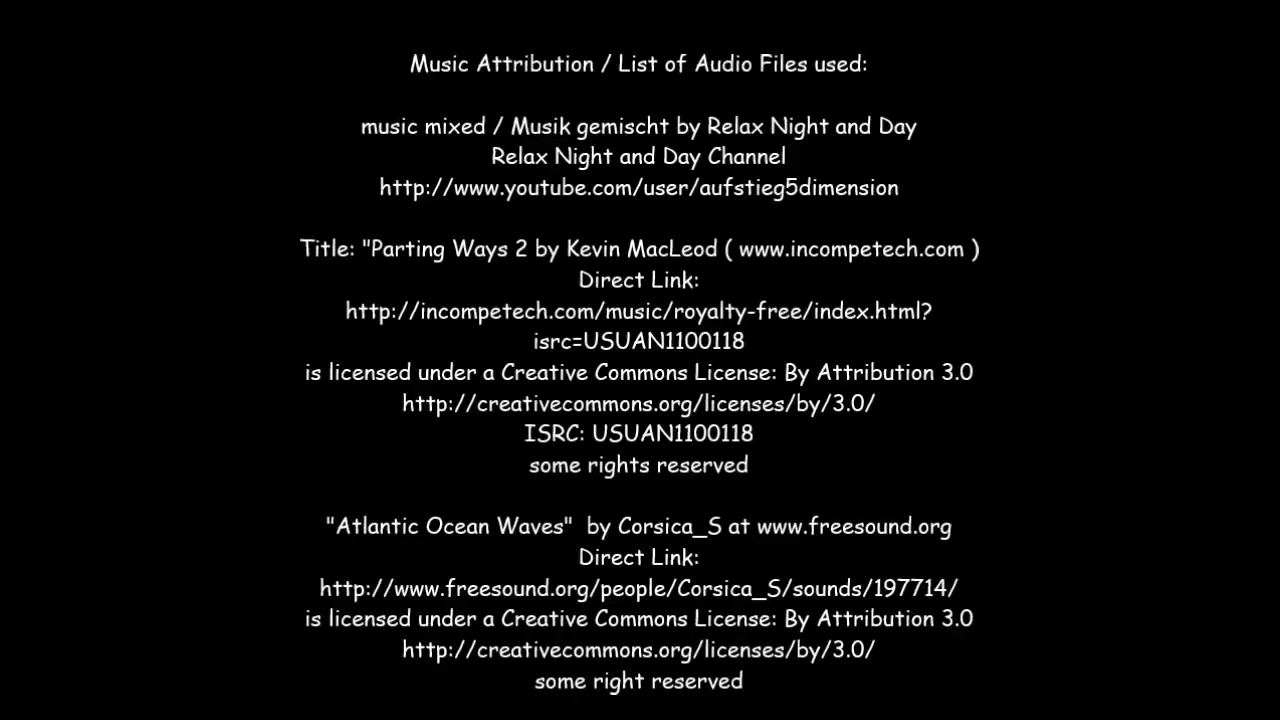 Music Attribution / List of Audio Files used:
music mixed / Musik gemischt by Relax Night and Day
Relax Night and Day Channel
http://www.youtube.com/user/aufstieg5dimension
Title: "Parting Ways 2 by Kevin MacLeod ( www.incompetech.com )
Direct Link:
http://incompetech.com/music/royalty-free/index.html?
isrc=USUAN1100118
is licensed under a Creative Commons License: By Attribution 3.0
http://creativecommons.org/licenses/by/3.0/
ISRC: USUAN1100118
some rights reserved
"Atlantic Ocean Waves"  by Corsica_S at www.freesound.org
Direct Link:
http://www.freesound.org/people/Corsica_S/sounds/197714/
is licensed under a Creative Commons License: By Attribution 3.0
http://creativecommons.org/licenses/by/3.0/
some right reserved